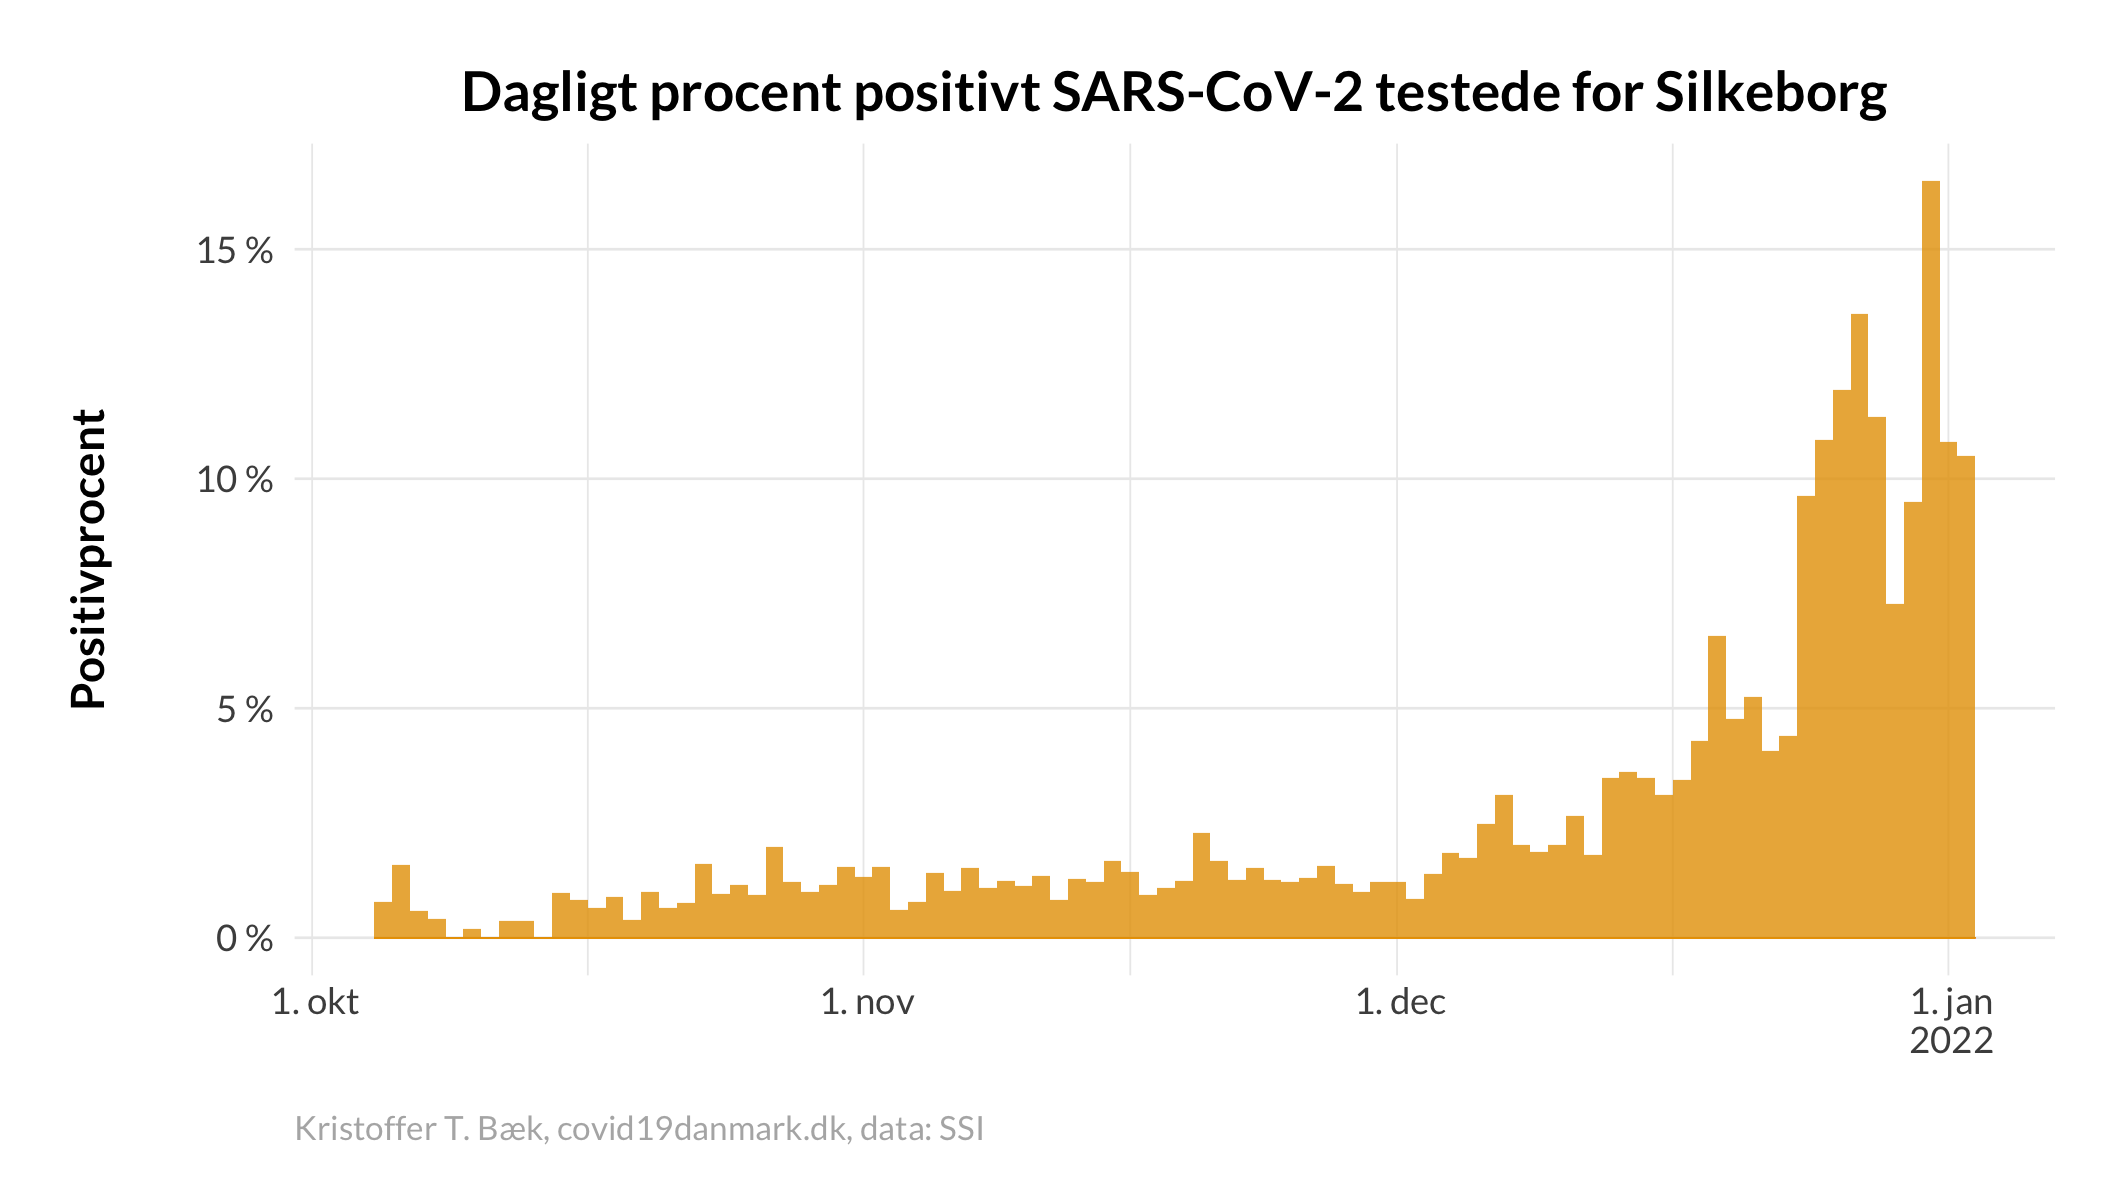 Dagligt procent positivt SARS-CoV-2 testede for Silkeborg
Positivprocent
15 %
10 %
5 %
0 %
1. okt
1. nov
1. dec
1. jan
2022
Kristoffer T. Bæk, covid19danmark.dk, data: SSI